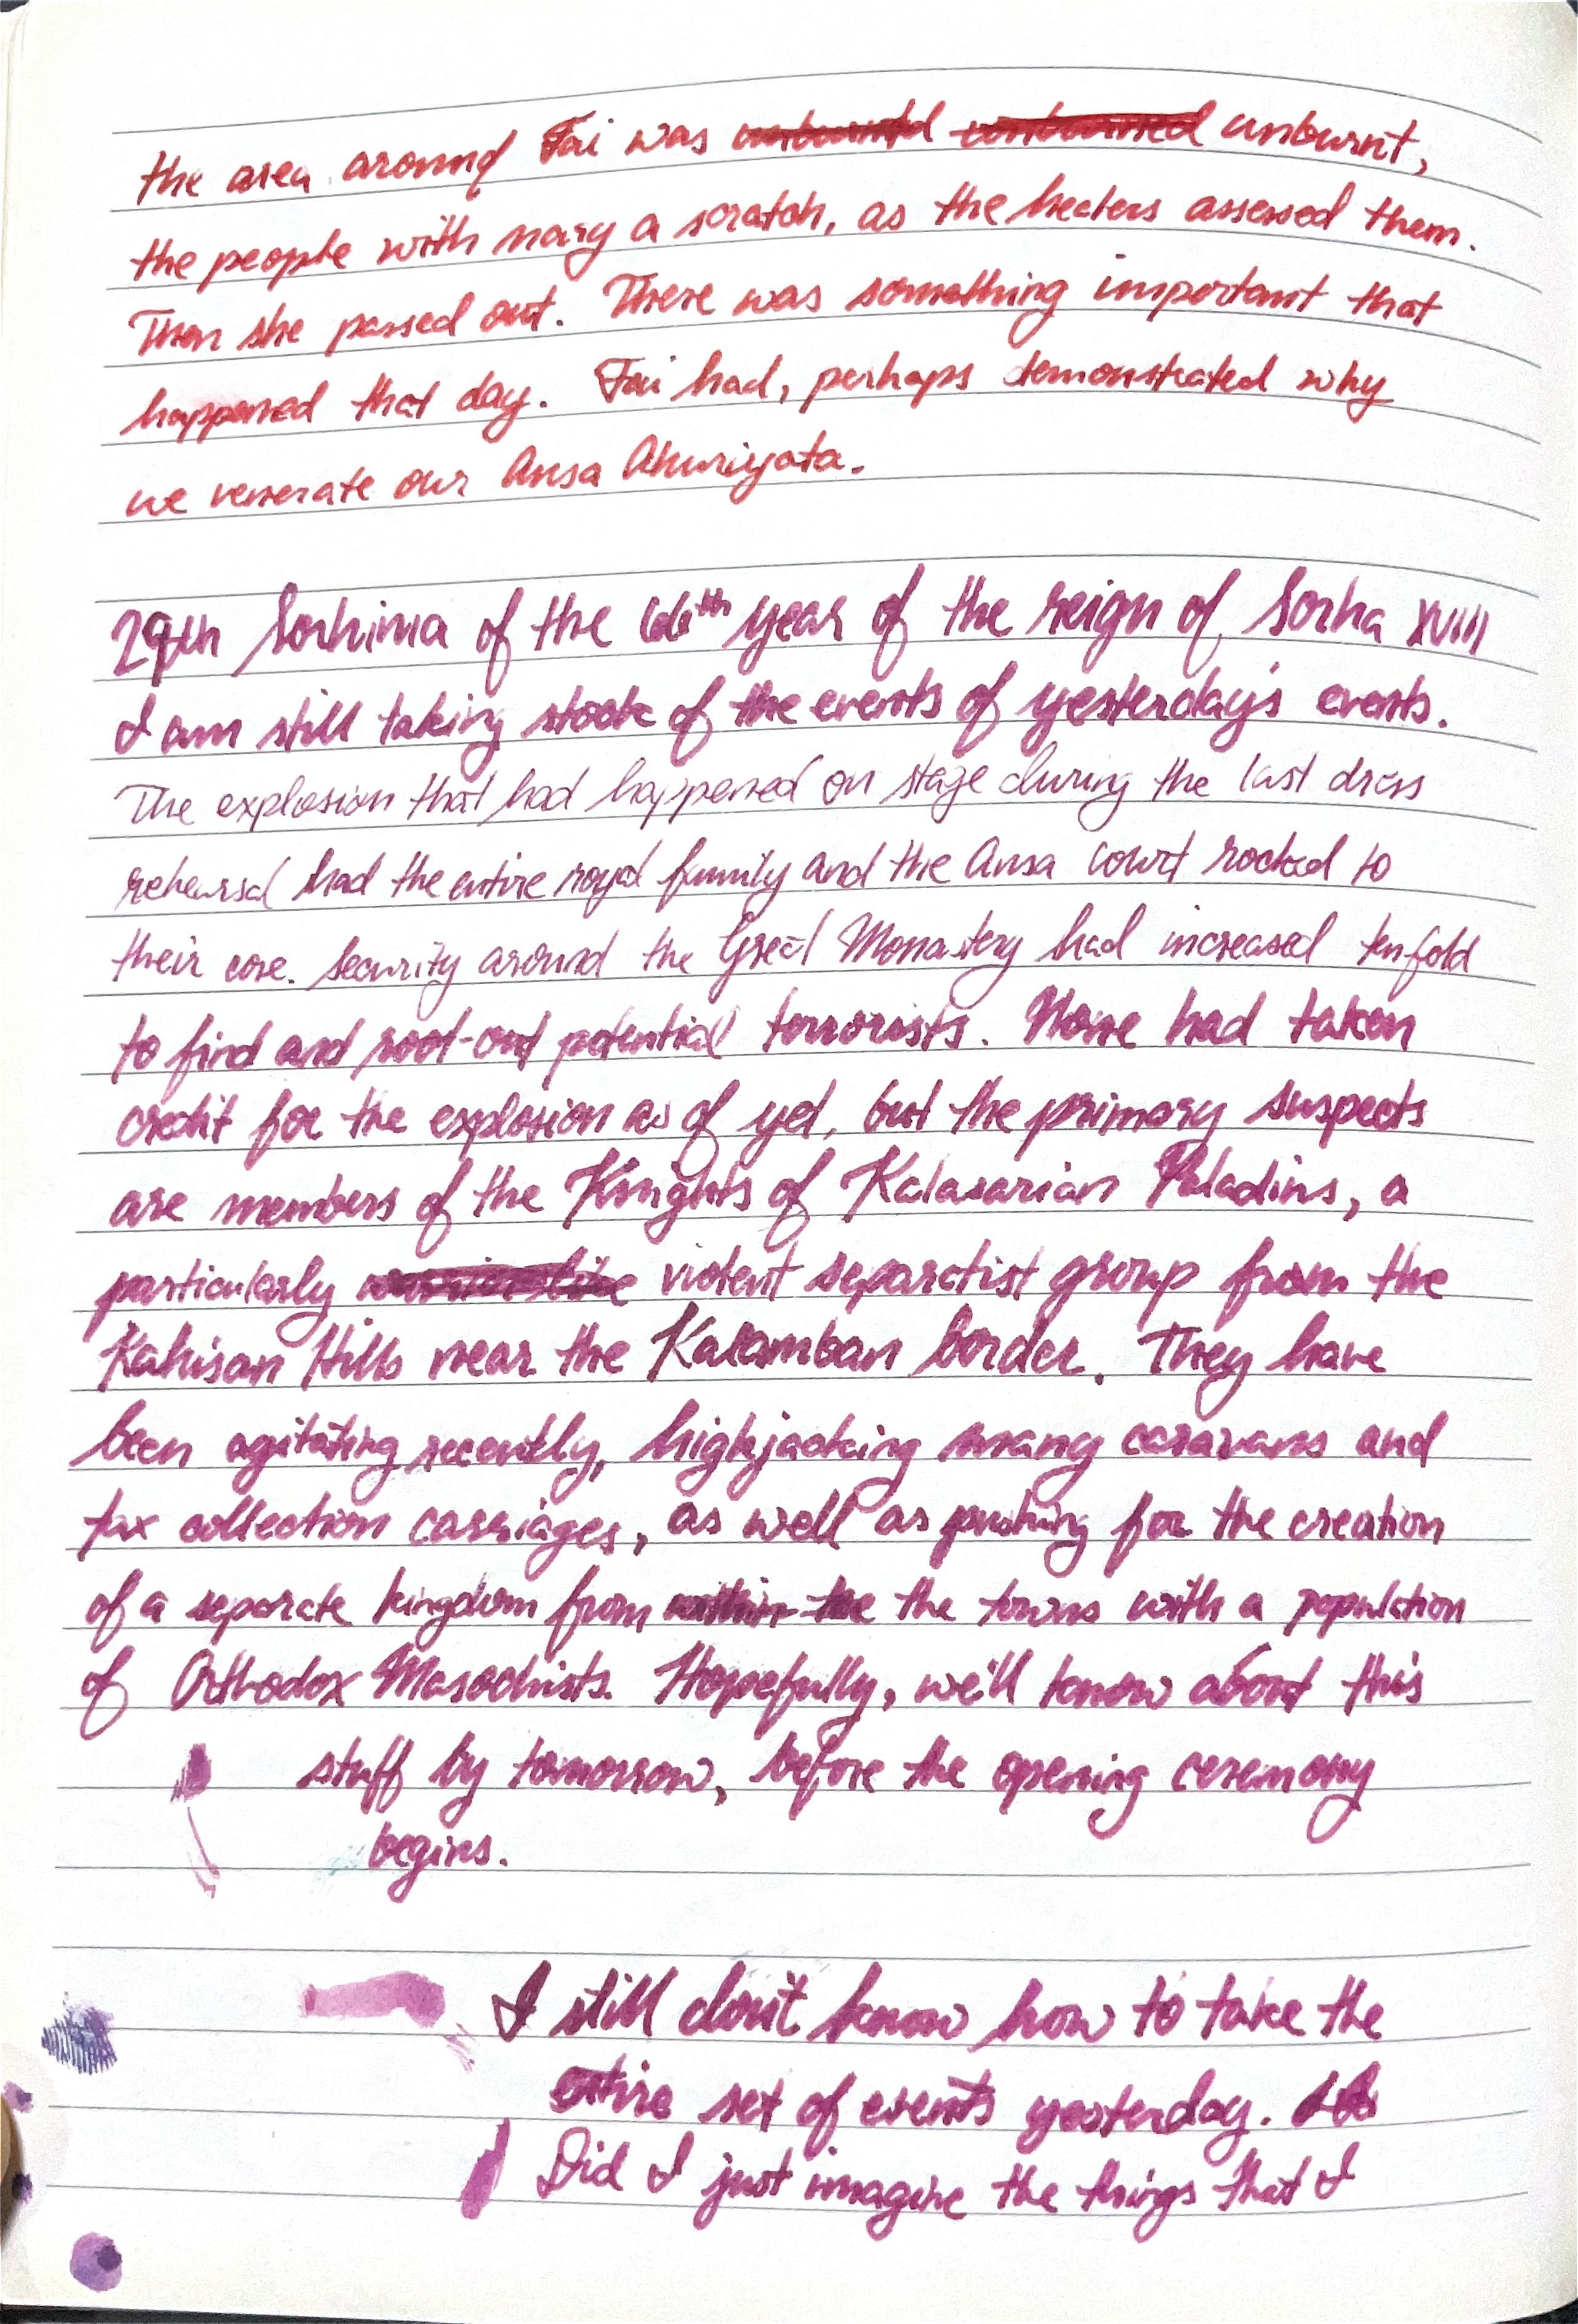 the area around Fai was unburntd unburned unburnt,
the people with nary a scratch, as the healers assessed them.
Then she passed out. There was something important that
happened that day. Fai had, perhaps demonstrated why
we venerate our Ansa Ahuriyata.
29th Sorhima of the 66th year of the reign of Sorha XVIII
I am still taking stock of the events of yesterday's events.
The explosion that had happened on stage during the last dress
rehearsal had the entire royal family and the Ansa court rocked to
their core. Security around the Great Monastery had increased tenfold
to find and root-out potential terrorists. None had taken
credit for the explosion as of yet, but the primary suspects
are members of the Knights of Kalasarian Paladins, a
particularly violent separatist group from the
Kahisan Hills near the Kalamban border. They have
been agitating recently, highjacking many caravans and
tax collection carriages, as well as pushing for the creation
of a separate kingdom from within the the towns with a population
of Orthodox Masochists. Hopefully, we'll know about this
stuff by tomorrow, before the opening ceremony
begins.
I still don't know how to take the
entire set of events yesterday.
Did I just imagine the things that I